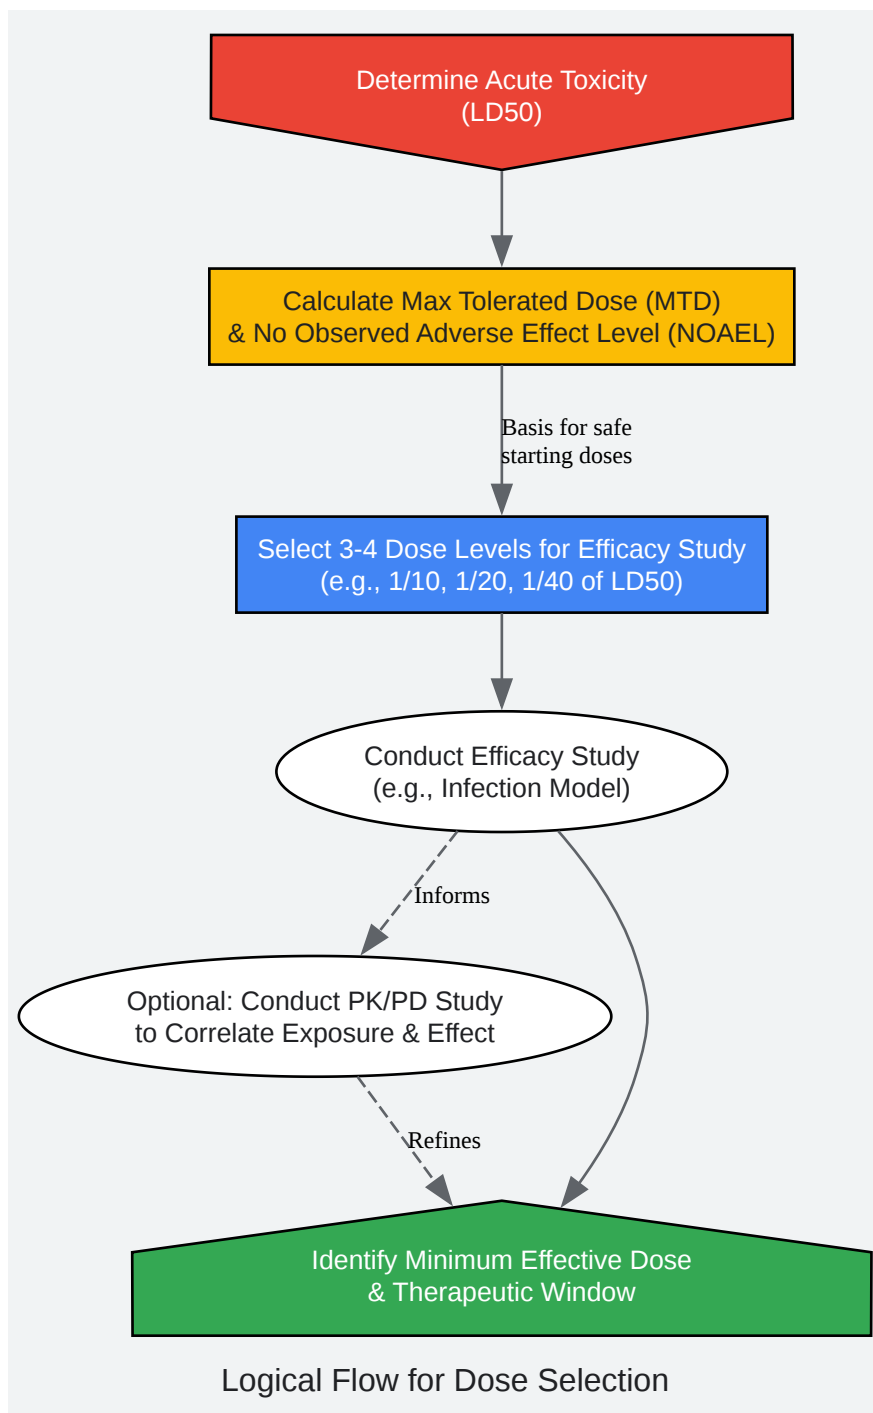 Determine Acute Toxicity
(LD50)
Calculate Max Tolerated Dose (MTD)
& No Observed Adverse Effect Level (NOAEL)
Basis for safe
starting doses
Select 3-4 Dose Levels for Efficacy Study
(e.g., 1/10, 1/20, 1/40 of LD50)
Conduct Efficacy Study
(e.g., Infection Model)
Informs
Optional: Conduct PK/PD Study
to Correlate Exposure & Effect
Refines
Identify Minimum Effective Dose
& Therapeutic Window
Logical Flow for Dose Selection